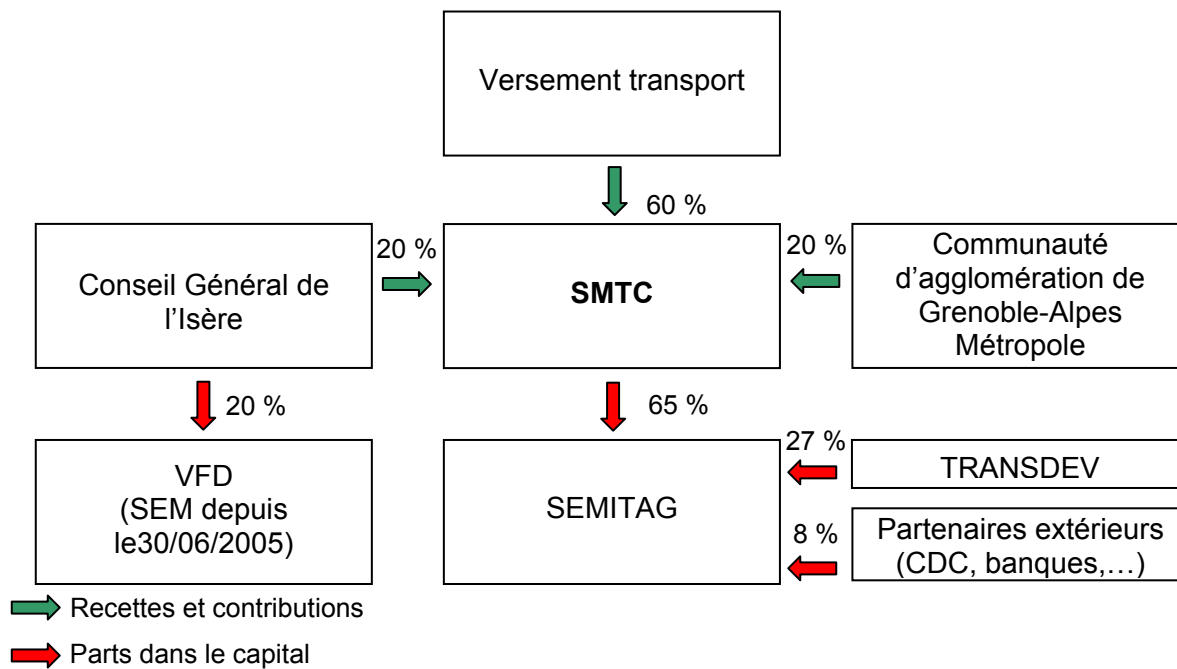 Versement transport
60 %
20 %
20 %
Conseil Général de
l’Isère
SMTC
Communauté
d’agglomération de
Grenoble-Alpes
Métropole
20 %
65 %
VFD
(SEM depuis
le30/06/2005)
SEMITAG
27 %
TRANSDEV
8 %
Partenaires extérieurs
(CDC, banques,…)
Recettes et contributions
Parts dans le capital